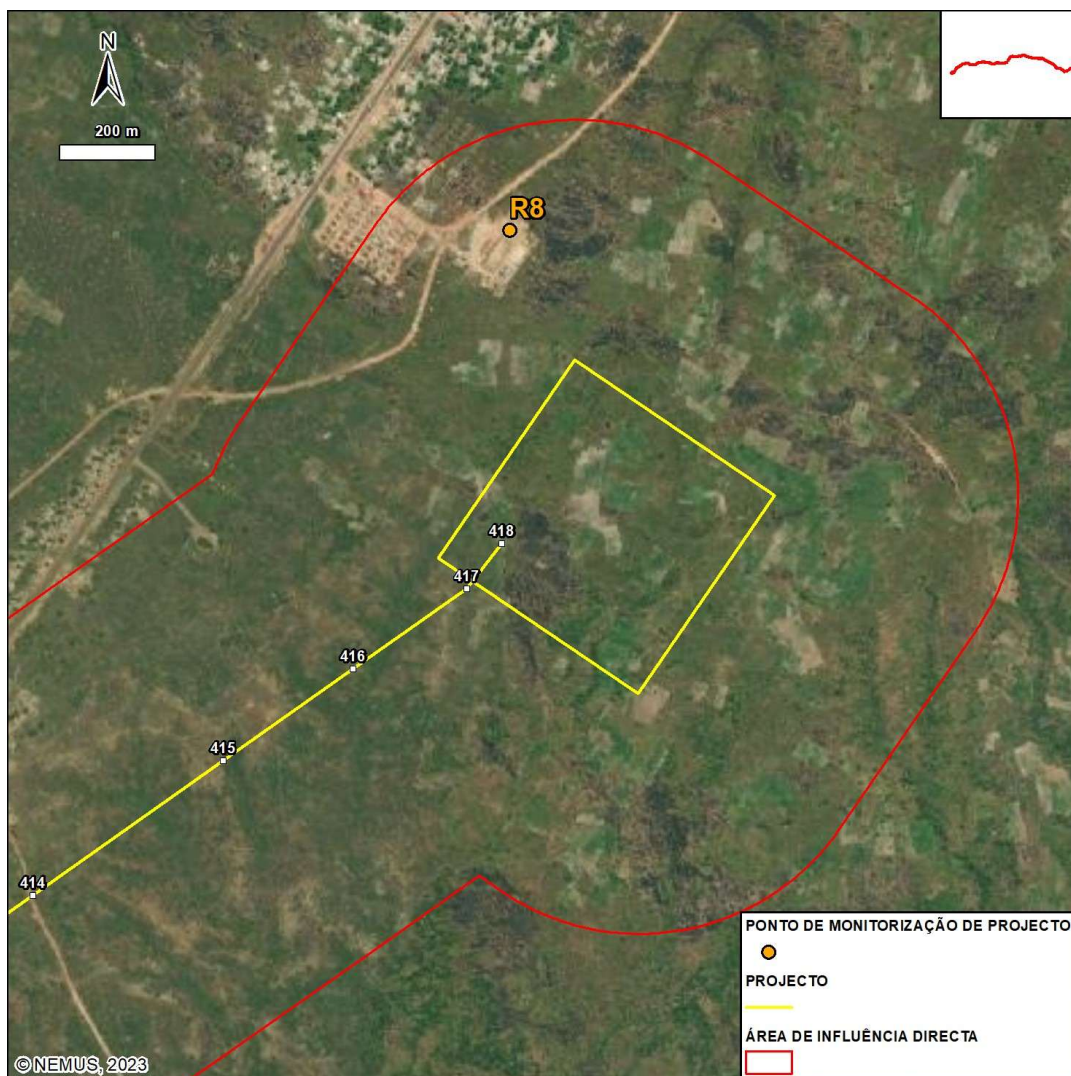 N
200 m
R8
418
417
416
415
414
PONTO DE MONITORIZAÇÃO DE PROJECTO
PROJECTO
ÁREA DE INFLUÊNCIA DIRECTA
© NEMUS, 2023